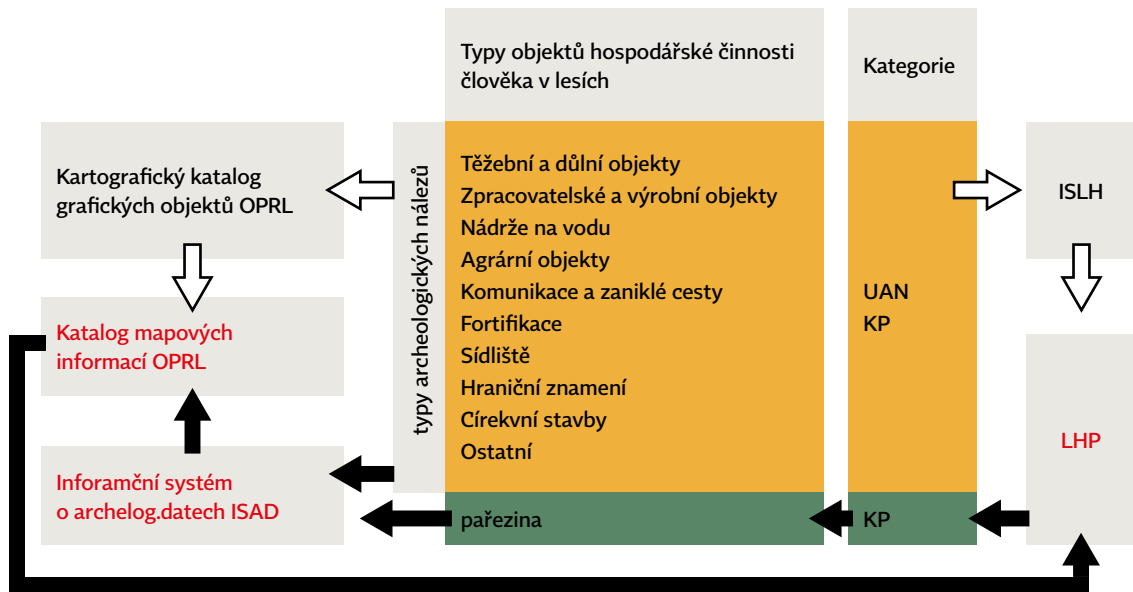 Typy objektů hospodářské činnosti
člověka v lesích
Kategorie
Kartografický katalog
grafických objektů OPRL
Katalog mapových
informací OPRL
Inforamční systém
o archelog.datech ISAD
typy archeologických nálezů
Těžební a důlní objekty
Zpracovatelské a výrobní objekty
Nádrže na vodu
Agrární objekty
Komunikace a zaniklé cesty
Fortifikace
Sídliště
Hraniční znamení
Církevní stavby
Ostatní
pařezina
UAN
KP
KP
ISLH
LHP